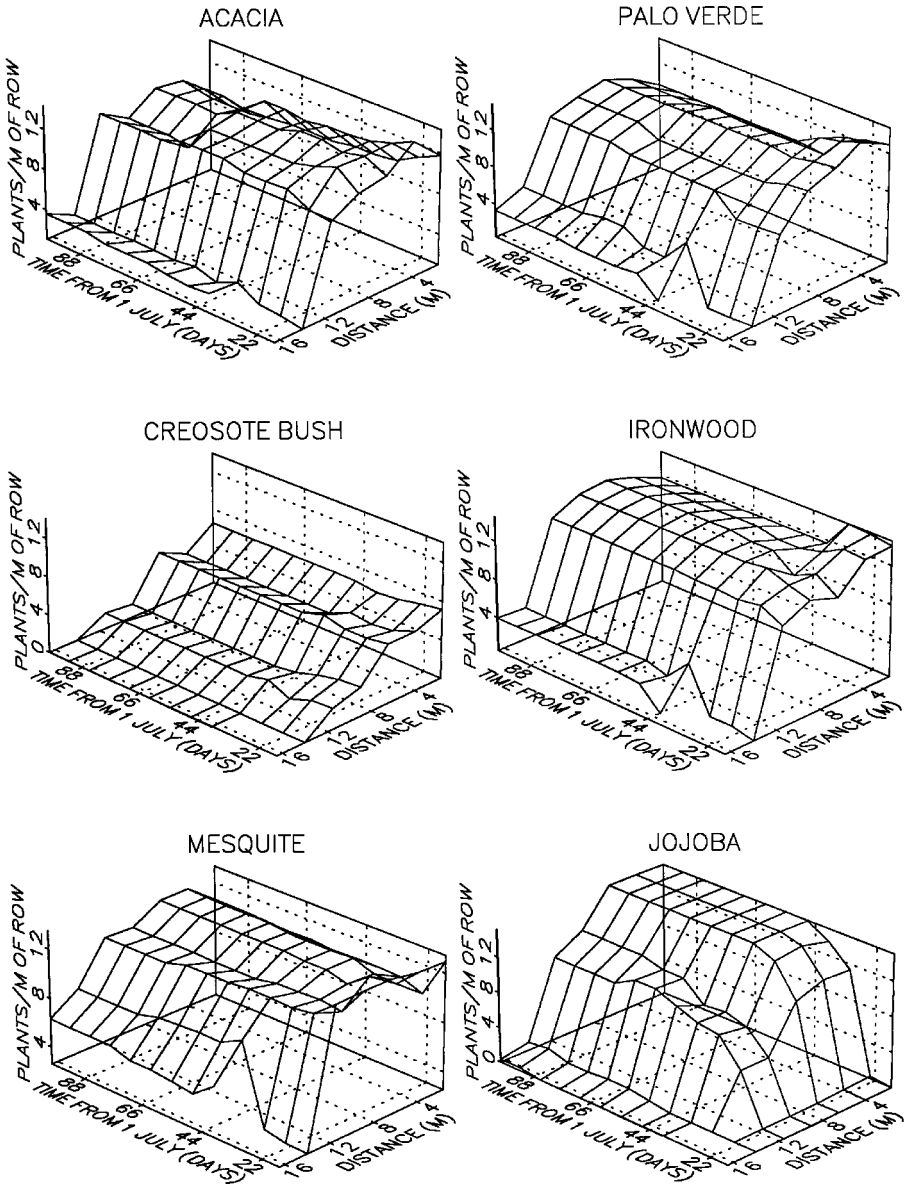 ACACIA
PLANTS/M OF ROW
12
8
4
88
66
44
22
TIME FROM 1 JULY (DAYS)
16
12
8
4
DISTANCE (M)
PALO VERDE
PLANTS/M OF ROW
12
8
4
88
66
44
22
TIME FROM 1 JULY (DAYS)
16
12
8
4
DISTANCE (M)
CREOSOTE BUSH
PLANTS/M OF ROW
12
8
4
0
88
66
44
22
TIME FROM 1 JULY (DAYS)
16
12
8
4
DISTANCE (M)
IRONWOOD
PLANTS/M OF ROW
12
8
4
88
66
44
22
TIME FROM 1 JULY (DAYS)
16
12
8
4
DISTANCE (M)
MESQUITE
PLANTS/M OF ROW
12
8
4
88
66
44
22
TIME FROM 1 JULY (DAYS)
16
12
8
4
DISTANCE (M)
JOJOBA
PLANTS/M OF ROW
12
8
4
0
88
66
44
22
TIME FROM 1 JULY (DAYS)
16
12
8
4
DISTANCE (M)